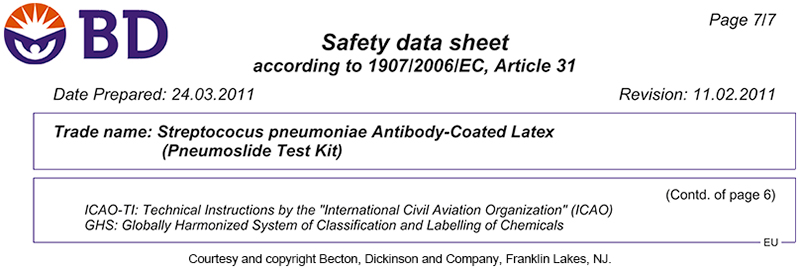 BD
Page 7/7
Safety data sheet
according to 1907/2006/EC, Article 31
Date Prepared: 24.03.2011 Revision: 11.02.2011
Trade name: Streptococus pneumoniae Antibody-Coated Latex
(Pneumoslide Test Kit)
(Contd. of page 6)
ICAO-TI: Technical Instructions by the "International Civil Aviation Organization" (ICAO)
GHS: Globally Harmonized System of Classification and Labelling of Chemicals
EU
Courtesy and copyright Becton, Dickinson and Company, Franklin Lakes, NJ.